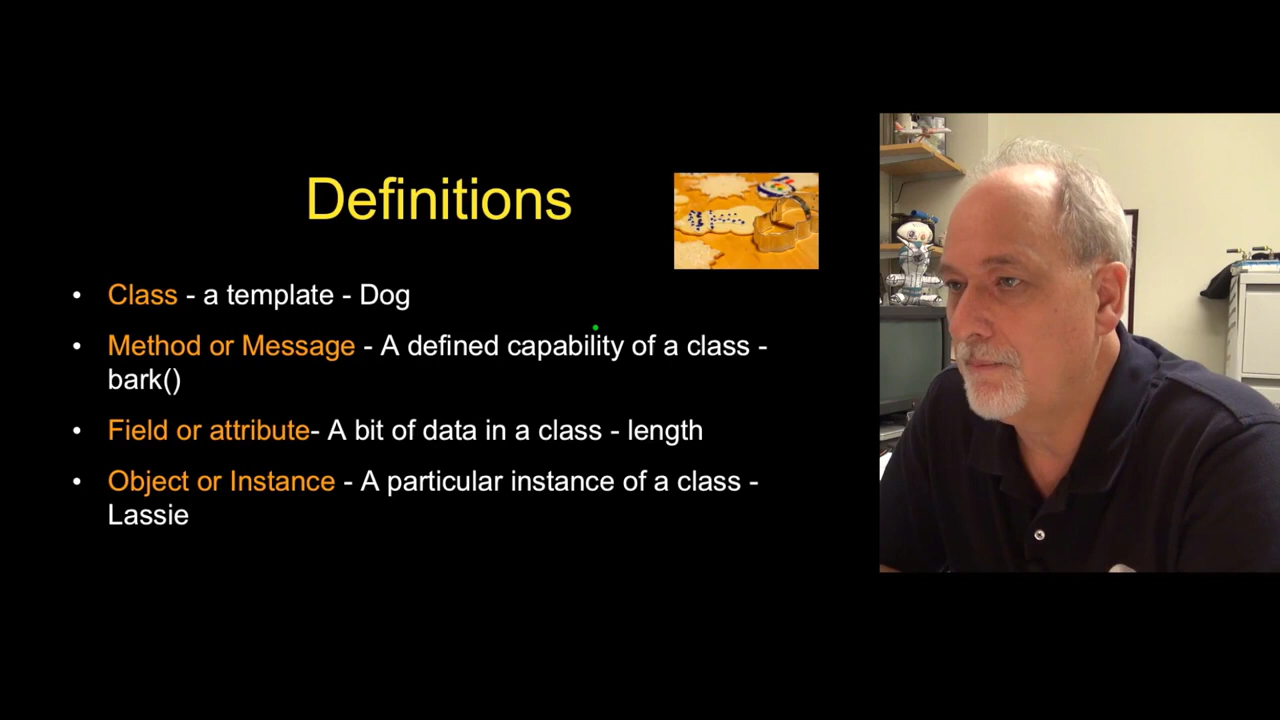 Definitions
• Class - a template - Dog
• Method or Message - A defined capability of a class -
bark()
• Field or attribute- A bit of data in a class - length
• Object or Instance - A particular instance of a class -
Lassie